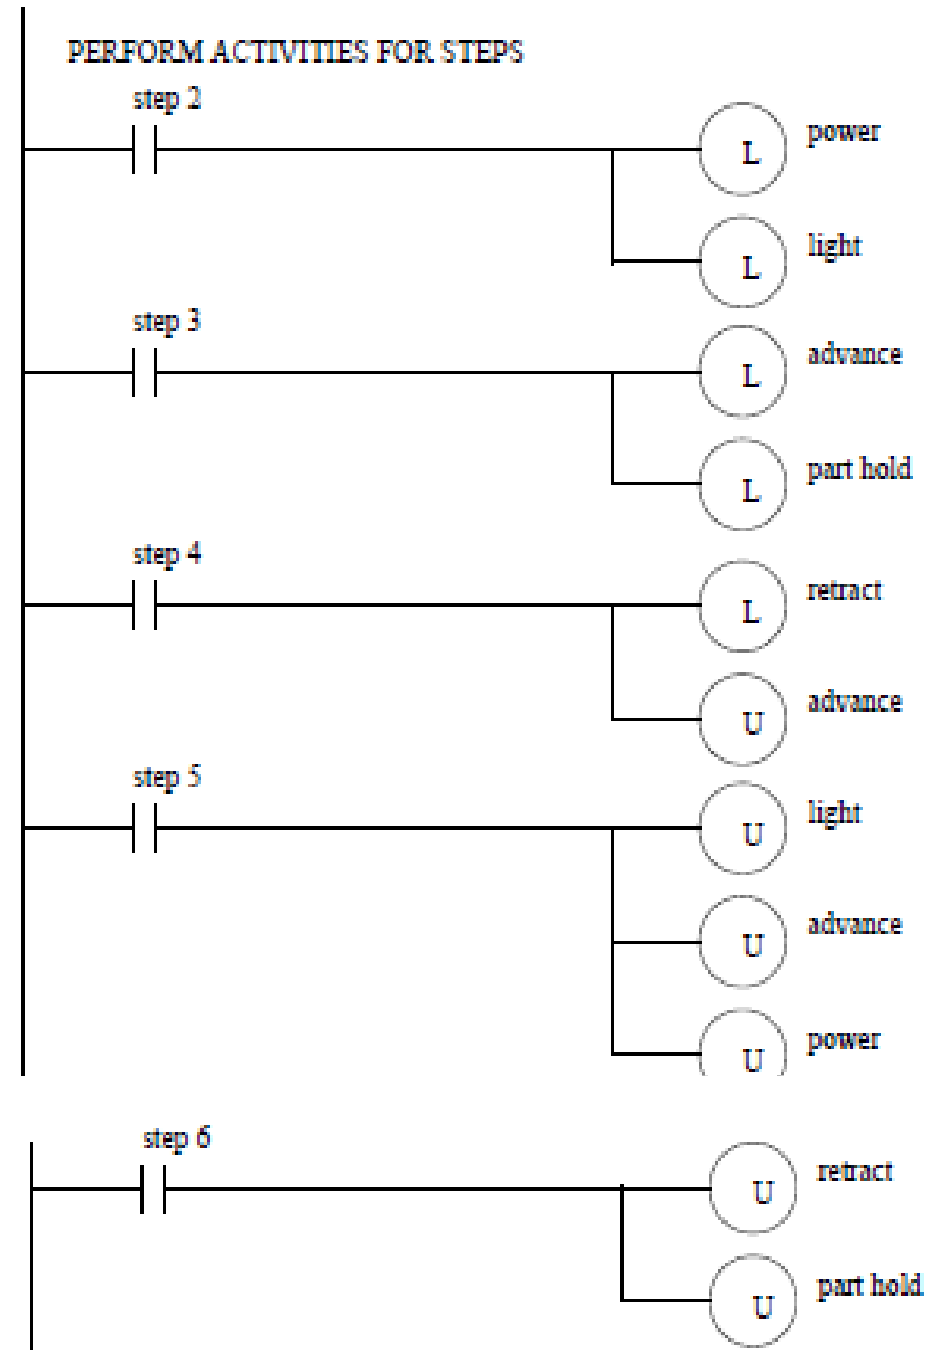 PERFORM ACTIVITIES FOR STEPS
step 2
L power
L light
step 3
L advance
L part hold
step 4
L retract
U advance
step 5
U light
U advance
U power
step 6
U retract
U part hold